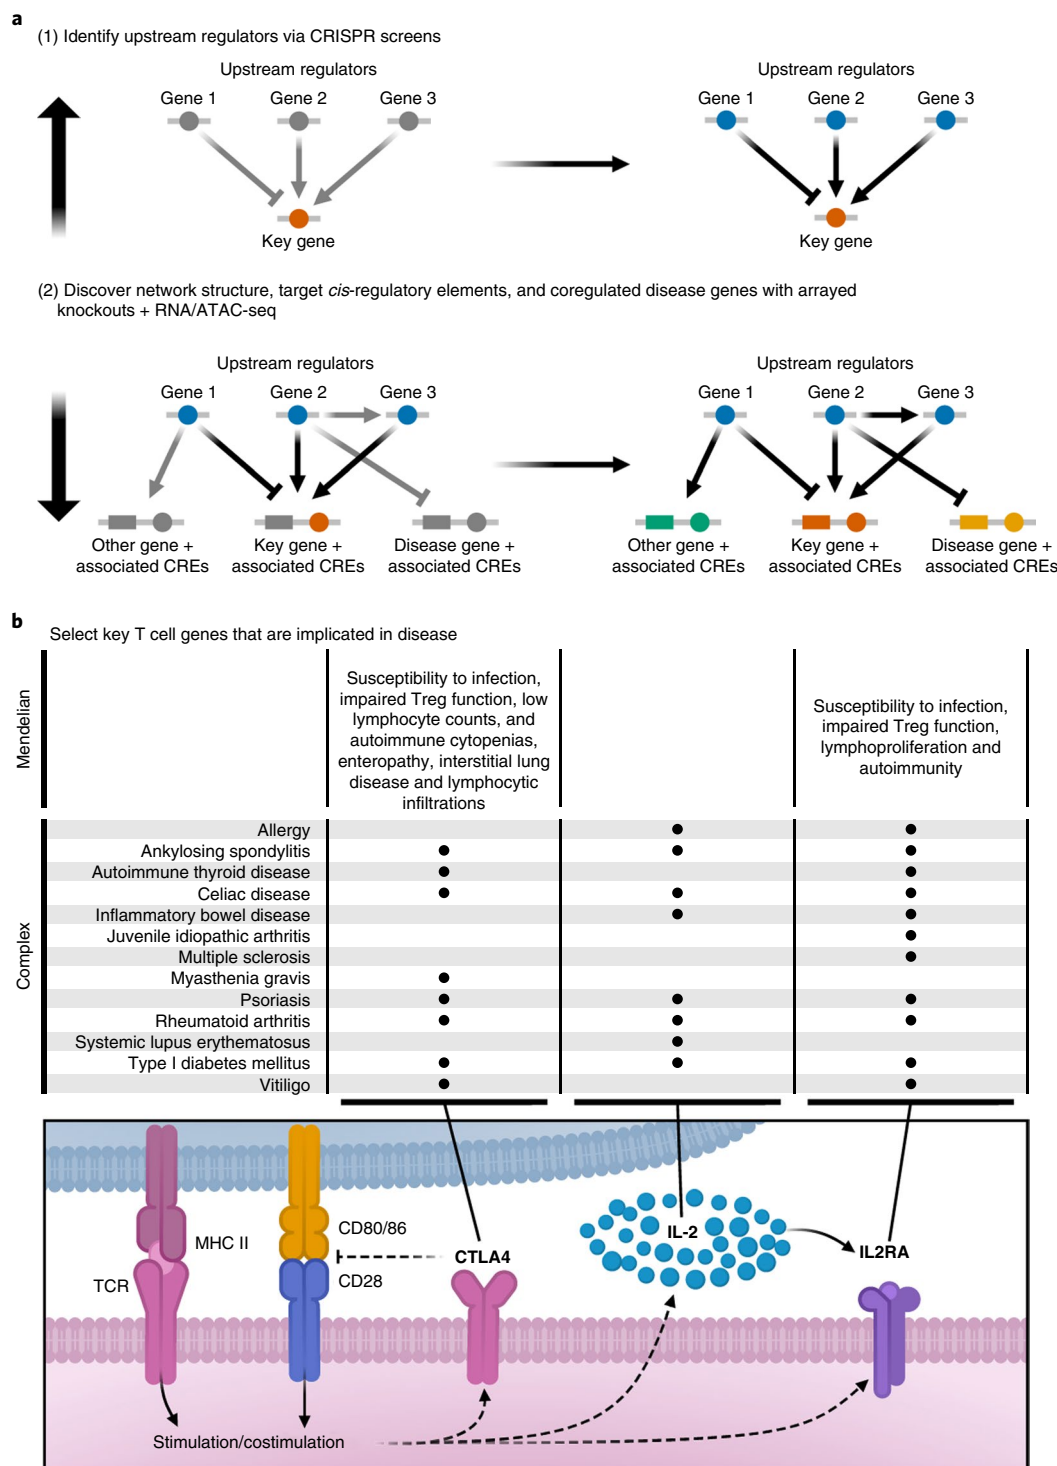 a
(1) Identify upstream regulators via CRISPR screens
Upstream regulators
Gene 1 Gene 2 Gene 3
Key gene
Upstream regulators
Gene 1 Gene 2 Gene 3
Key gene
(2) Discover network structure, target cis-regulatory elements, and coregulated disease genes with arrayed
knockouts + RNA/ATAC-seq
Upstream regulators
Gene 1 Gene 2 Gene 3
Other gene +
associated CREs
Key gene +
associated CREs
Disease gene +
associated CREs
Upstream regulators
Gene 1 Gene 2 Gene 3
Other gene +
associated CREs
Key gene +
associated CREs
Disease gene +
associated CREs
b
Select key T cell genes that are implicated in disease
Mendelian
Susceptibility to infection,
impaired Treg function, low
lymphocyte counts, and
autoimmune cytopenias,
enteropathy, interstitial lung
disease and lymphocytic
infiltrations
Susceptibility to infection,
impaired Treg function,
lymphoproliferation and
autoimmunity
Complex
Allergy
Ankylosing spondylitis
Autoimmune thyroid disease
Celiac disease
Inflammatory bowel disease
Juvenile idiopathic arthritis
Multiple sclerosis
Myasthenia gravis
Psoriasis
Rheumatoid arthritis
Systemic lupus erythematosus
Type I diabetes mellitus
Vitiligo
MHC II
TCR
CD80/86
CD28
CTLA4
IL-2
IL2RA
Stimulation/costimulation